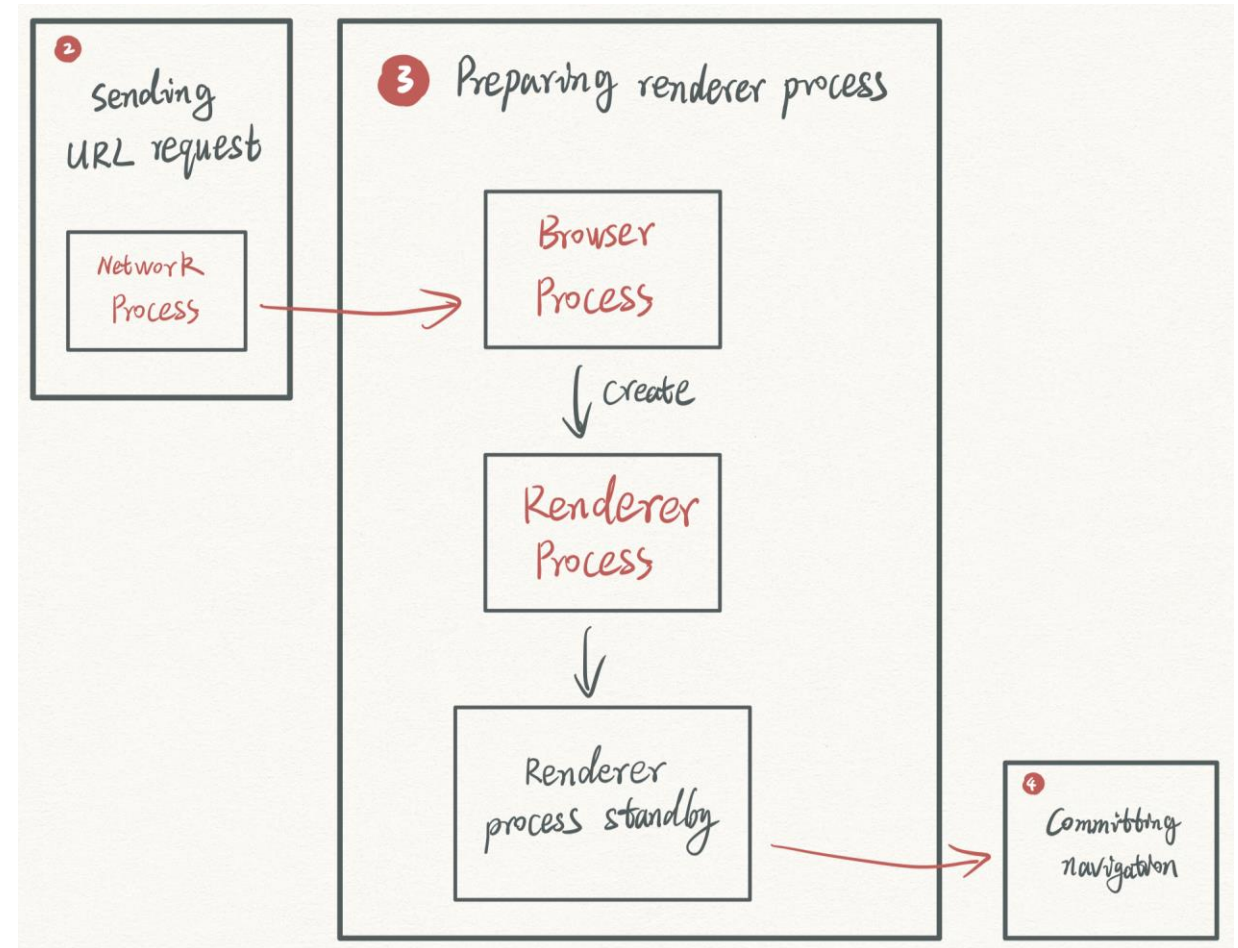 2
Sending
URL request
Network
Process
3 Preparing renderer process
Browser
Process
create
Renderer
Process
Renderer
process standby
4
Committing
navigation